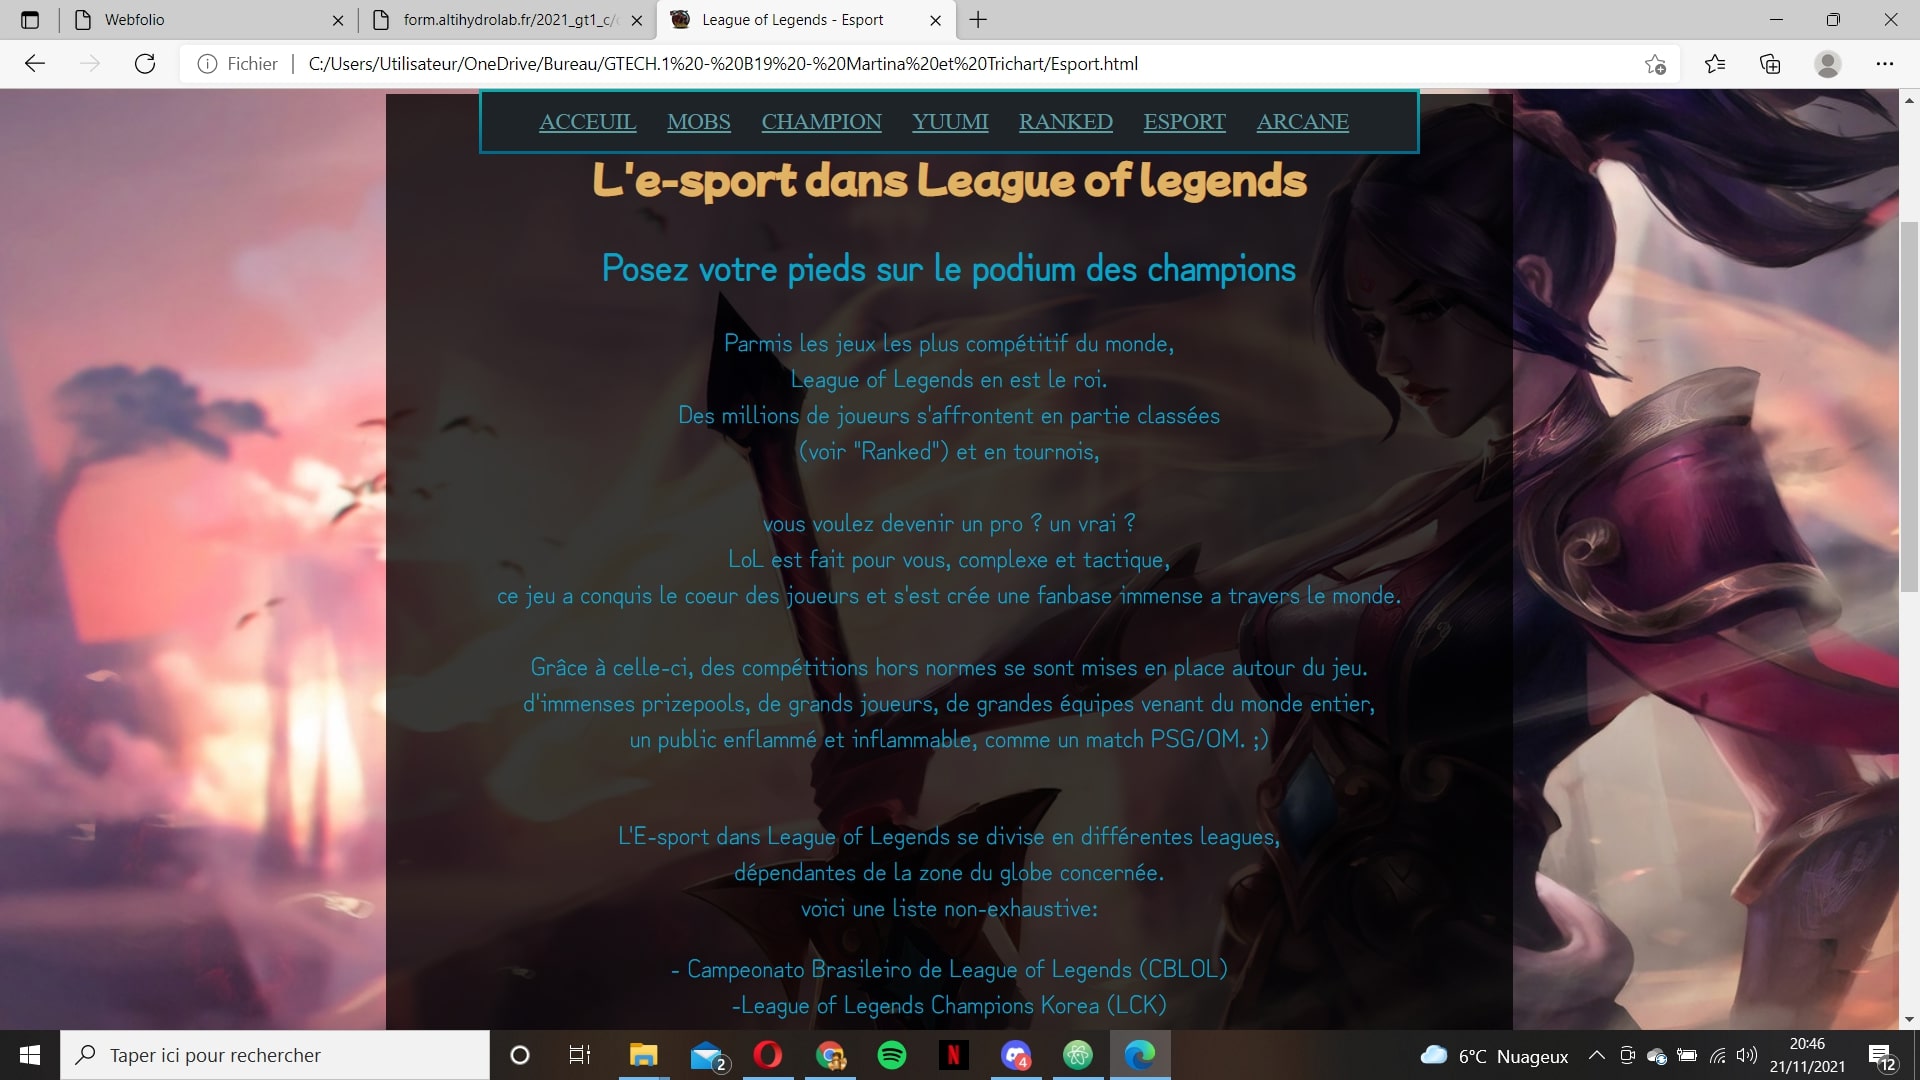 Webfolio
form.altihydrolab.fr/2021_gt1_c/
League of Legends - Esport
Fichier
C:/Users/Utilisateur/OneDrive/Bureau/GTECH.1%20-%20B19%20-%20Martina%20et%20Trichart/Esport.html
ACCEUIL MOBS CHAMPION YUUMI RANKED ESPORT ARCANE
L'e-sport dans League of legends
Posez votre pieds sur le podium des champions
Parmis les jeux les plus compétitif du monde,
League of Legends en est le roi.
Des millions de joueurs s'affrontent en partie classées
(voir "Ranked") et en tournois,
vous voulez devenir un pro ? un vrai ?
LoL est fait pour vous, complexe et tactique,
ce jeu a conquis le coeur des joueurs et s'est crée une fanbase immense a travers le monde.
Grâce à celle-ci, des compétitions hors normes se sont mises en place autour du jeu.
d'immenses prizepools, de grands joueurs, de grandes équipes venant du monde entier,
un public enflammé et inflammable, comme un match PSG/OM. ;)
L'E-sport dans League of Legends se divise en différentes leagues,
dépendantes de la zone du globe concernée.
voici une liste non-exhaustive:
- Campeonato Brasileiro de League of Legends (CBLOL)
-League of Legends Champions Korea (LCK)
Taper ici pour rechercher
2
N
4
6°C Nuageux
20:46
21/11/2021
12